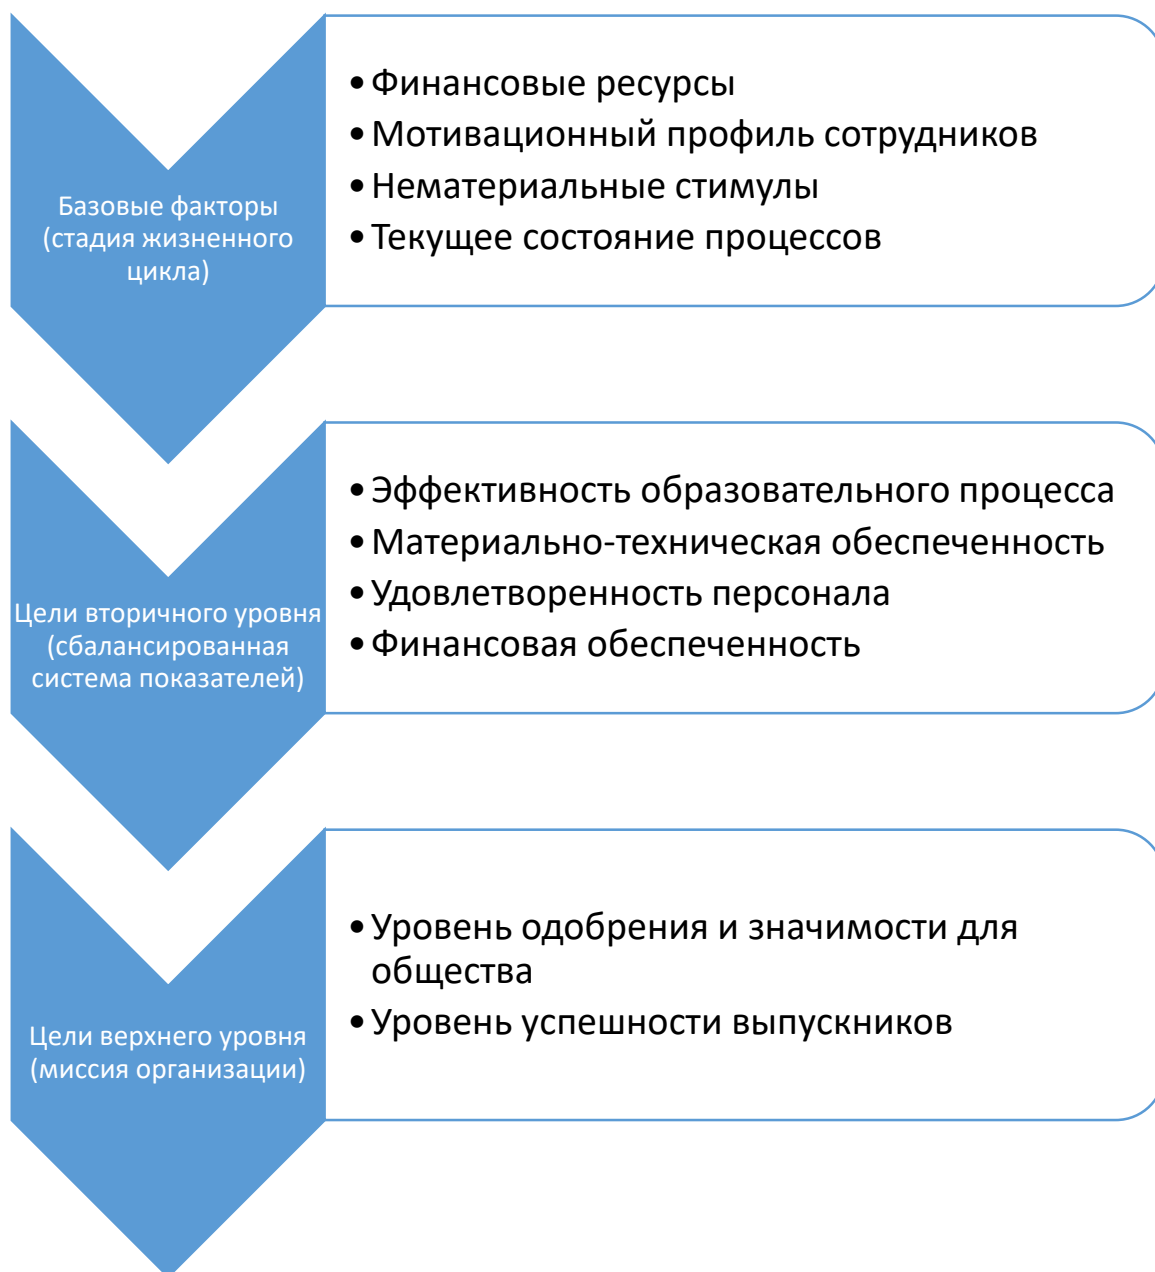 Базовые факторы
(стадия жизненного
цикла)
• Финансовые ресурсы
• Мотивационный профиль сотрудников
• Нематериальные стимулы
• Текущее состояние процессов
Цели вторичного уровня
(сбалансированная
система показателей)
• Эффективность образовательного процесса
• Материально-техническая обеспеченность
• Удовлетворенность персонала
• Финансовая обеспеченность
Цели верхнего уровня
(миссия организации)
• Уровень одобрения и значимости для
общества
• Уровень успешности выпускников